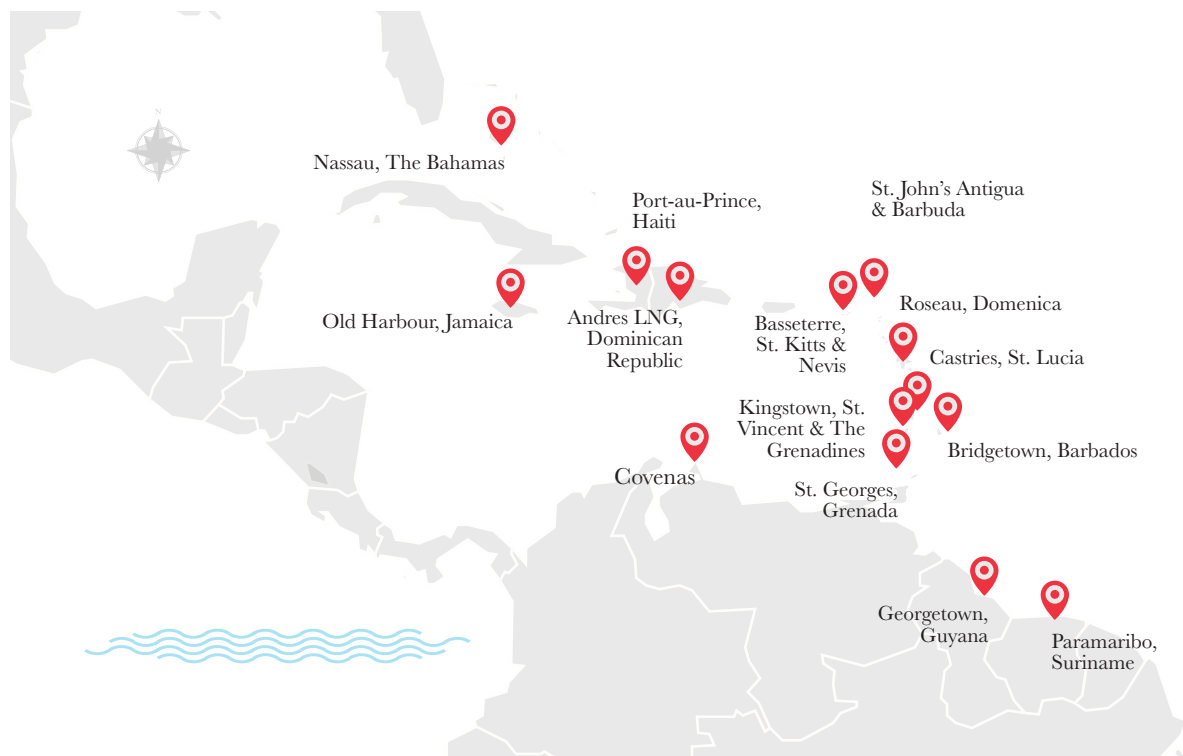 N
Nassau, The Bahamas
Port-au-Prince,
Haiti
St. John’s Antigua
& Barbuda
Old Harbour, Jamaica
Andres LNG,
Dominican
Republic
Basseterre,
St. Kitts &
Nevis
Roseau, Domenica
Castries, St. Lucia
Kingstown, St.
Vincent & The
Grenadines
Bridgetown, Barbados
Covenas
St. Georges,
Grenada
Georgetown,
Guyana
Paramaribo,
Suriname